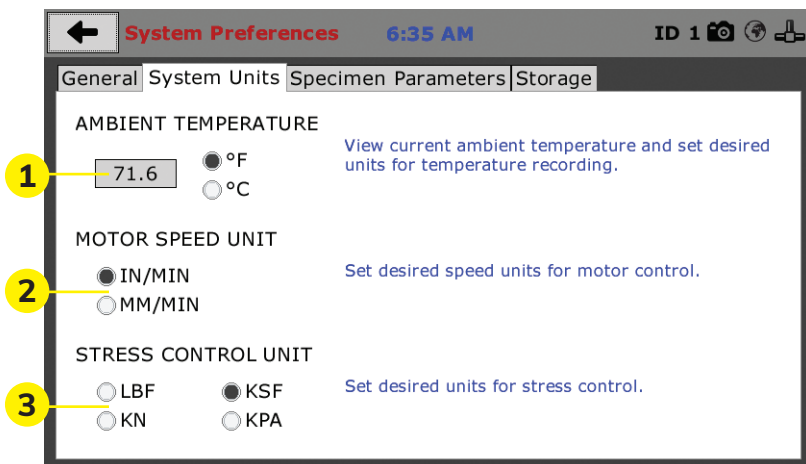 System Preferences 6:35 AM ID 1
General System Units Specimen Parameters Storage
AMBIENT TEMPERATURE
View current ambient temperature and set desired
units for temperature recording.
1 71.6 °F
°C
MOTOR SPEED UNIT
2 IN/MIN Set desired speed units for motor control.
MM/MIN
STRESS CONTROL UNIT
3 LBF KSF Set desired units for stress control.
KN KPA